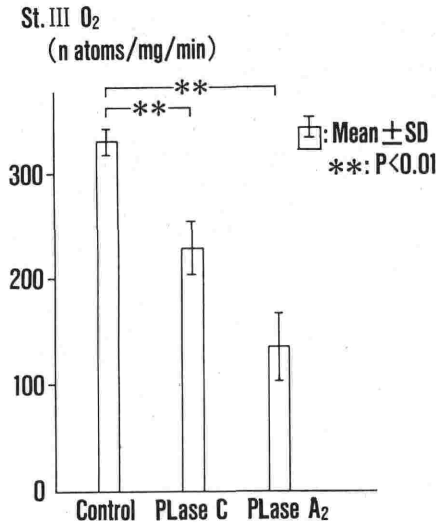 St. III O₂
(n atoms/mg/min)
**
**
: Mean ± SD
**: P<0.01
300
200
100
0
Control PLase C PLase A₂